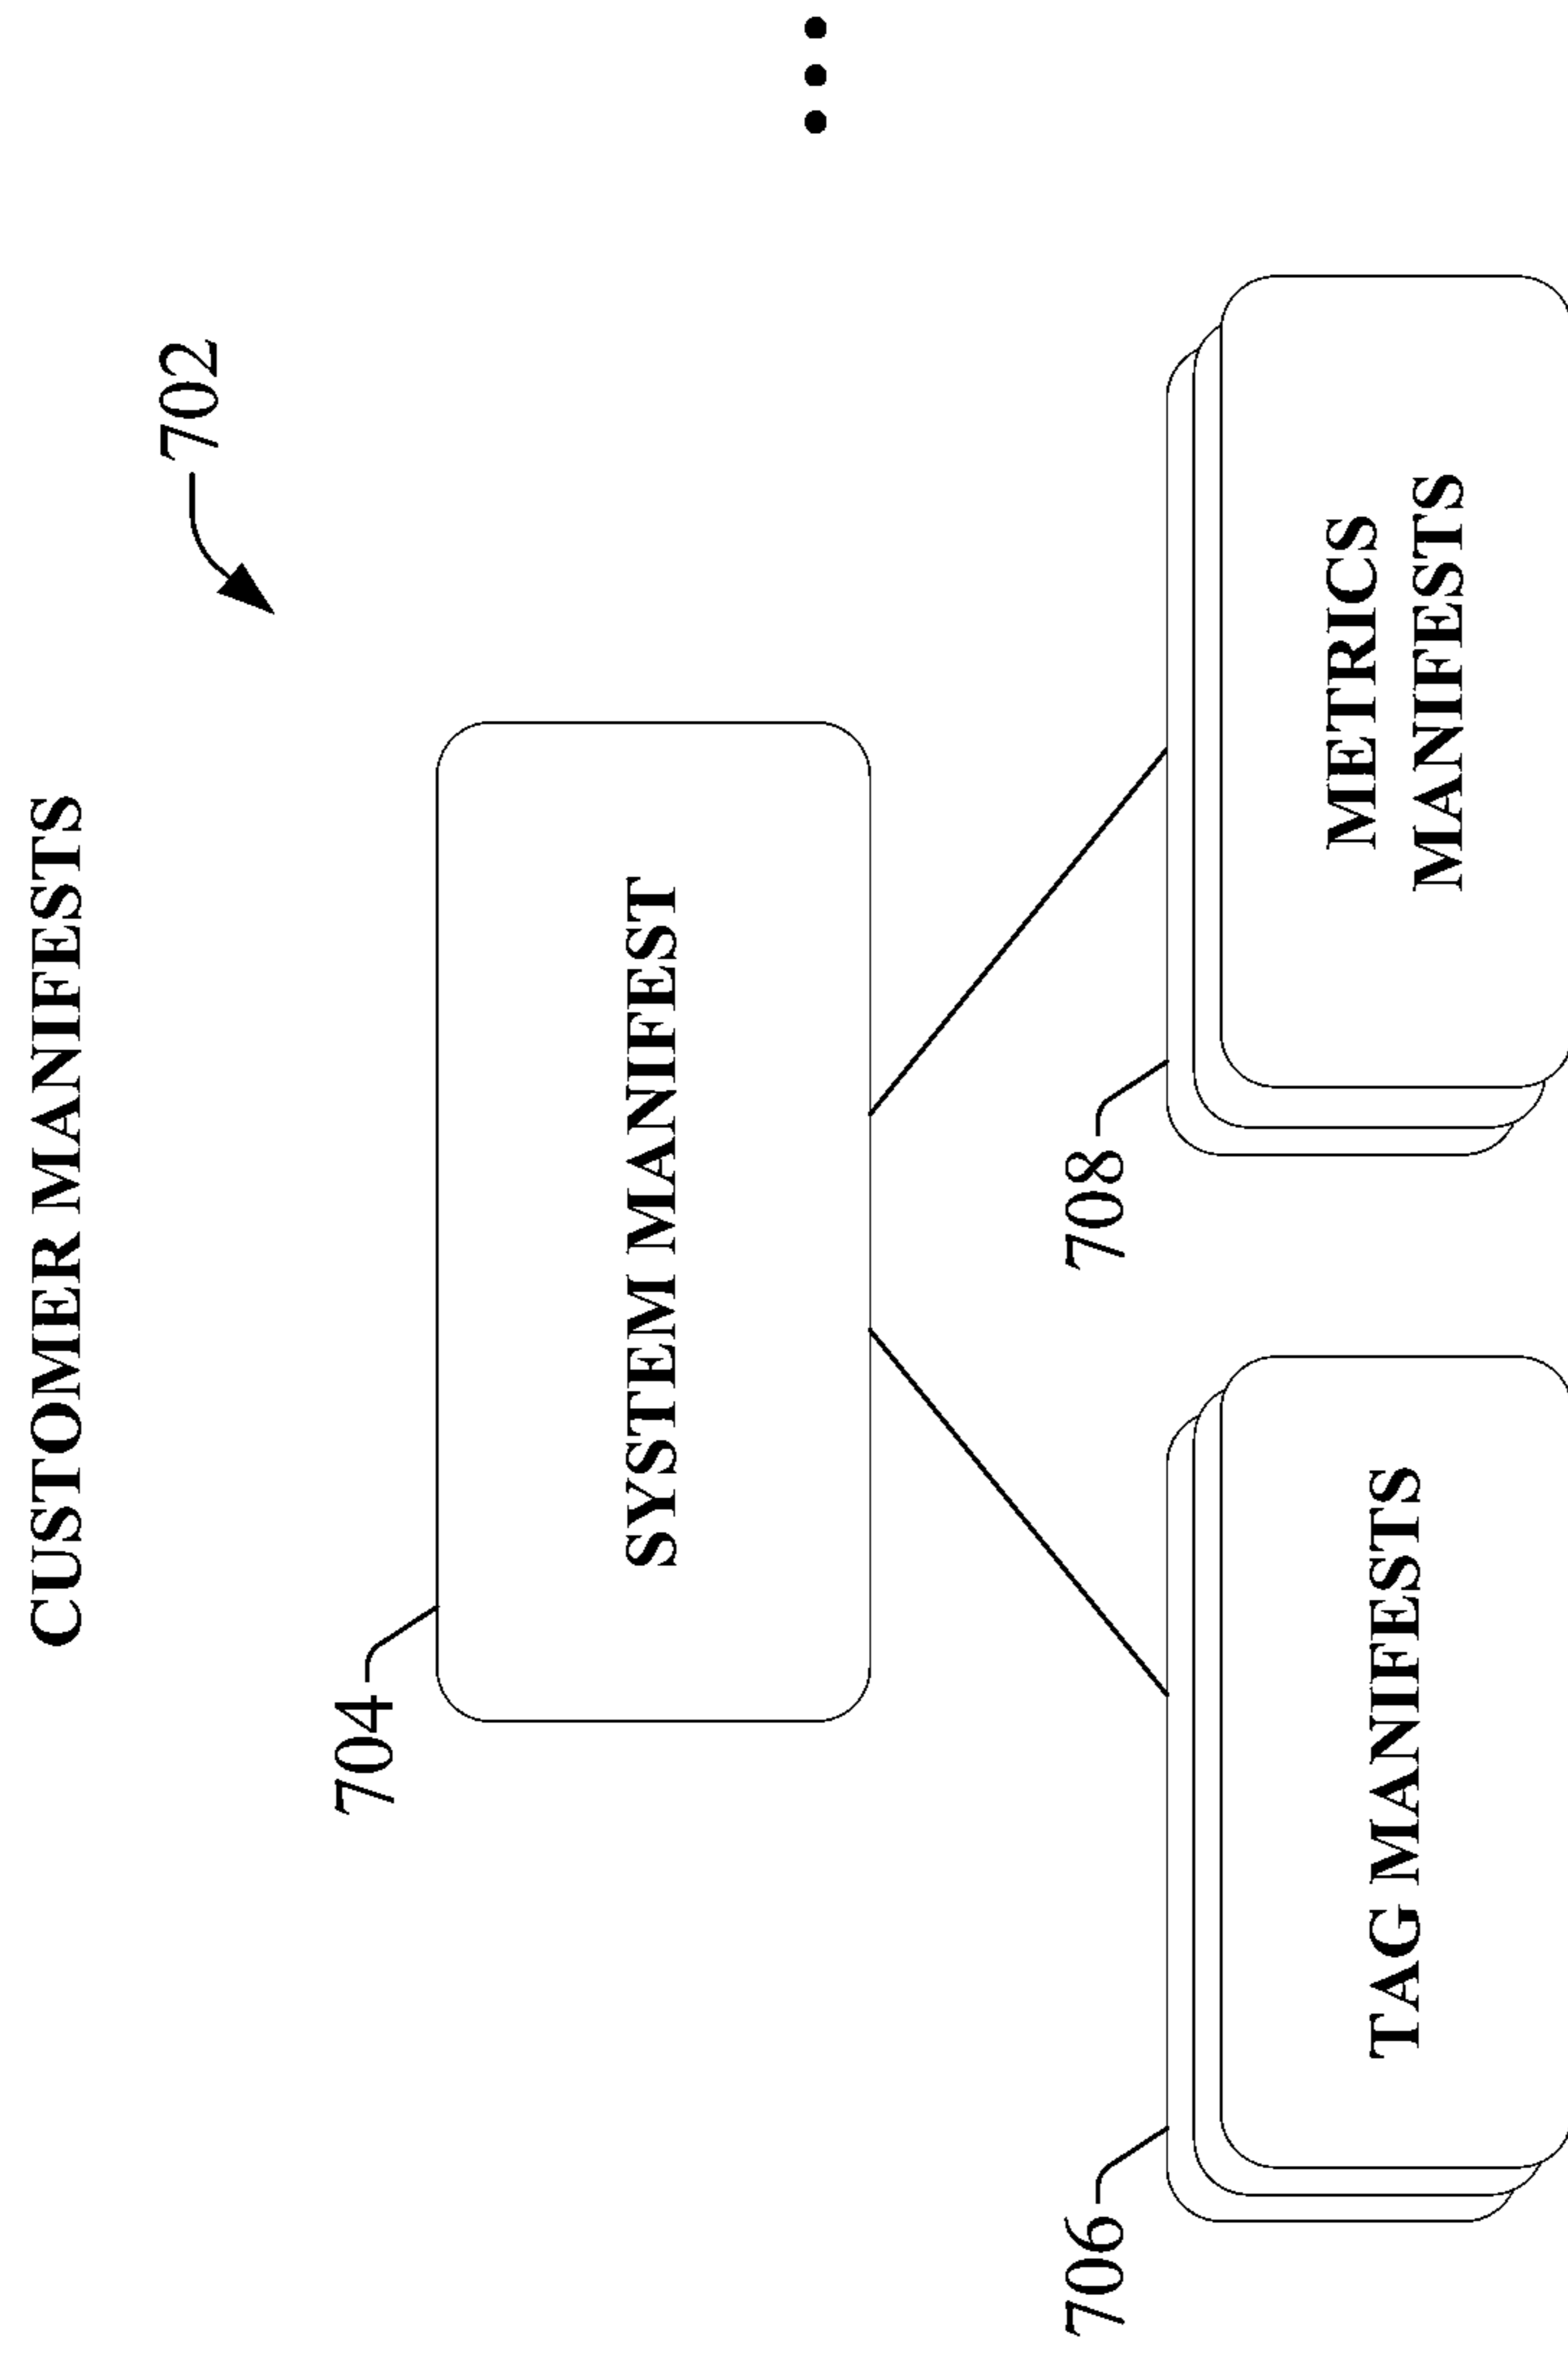 CUSTOMER MANIFESTS
702
704
SYSTEM MANIFEST
706
708
TAG MANIFESTS
METRICS
MANIFESTS